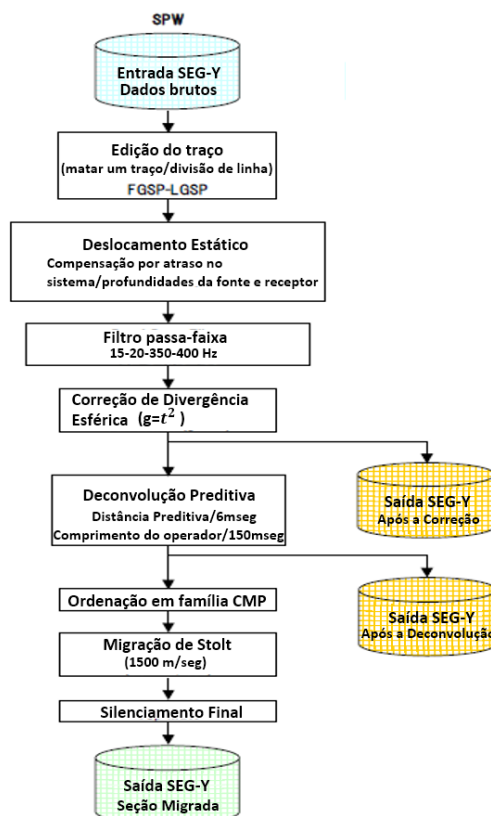 SPW
Entrada SEG-Y
Dados brutos
Edição do traço
(matar um traço/divisão de linha)
FGSP-LGSP
Deslocamento Estático
Compensação por atraso no
sistema/profundidades da fonte e receptor
Filtro passa-faixa
15-20-350-400 Hz
Correção de Divergência
Esférica (g=t²)
Saída SEG-Y
Após a Correção
Deconvolução Preditiva
Distância Preditiva/6mseg
Comprimento do operador/150mseg
Saída SEG-Y
Após a Deconvolução
Ordenação em família CMP
Migração de Stolt
(1500 m/seg)
Silenciamento Final
Saída SEG-Y
Seção Migrada